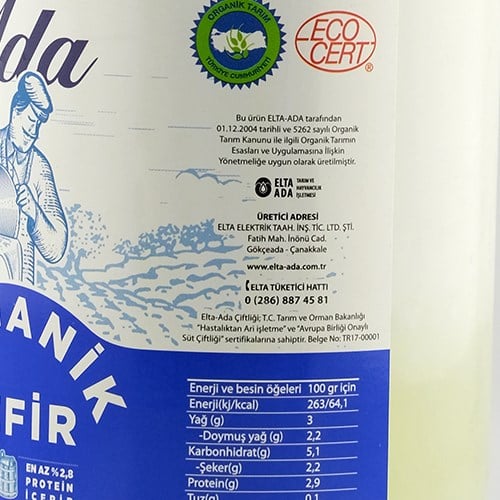 Ada
ORGANİK TARIM
TÜRKİYE CUMHURİYETİ
ECO
CERT®
Bu ürün ELTA-ADA tarafından
01.12.2004 tarihli ve 5262 sayılı Organik
Tarım Kanunu ile ilgili Organik Tarımın
Esasları ve Uygulamasına İlişkin
Yönetmeliğe uygun olarak üretilmiştir.
ELTA
ADA
TARIM VE
HAYVANCILIK
İŞLETMESİ
ÜRETİCİ ADRESİ
ELTA ELEKTRİK TAAH. İNŞ. TİC. LTD. ŞTİ.
Fatih Mah. İnönü Cad.
Gökçeada - Çanakkale
www.elta-ada.com.tr
ELTA TÜKETİCİ HATTI
0 (286) 887 45 81
Elta-Ada Çiftliği; T.C. Tarım ve Orman Bakanlığı
"Hastalıktan Ari işletme" ve "Avrupa Birliği Onaylı
Süt Çiftliği" sertifikalarına sahiptir. Belge No: TR17-00001
ANİK
FİR
EN AZ %2,8
PROTEİN
İÇERİR
Enerji ve besin öğeleri 100 gr için
Enerji(kj/kcal) 263/64,1
Yağ (g) 3
-Doymuş yağ (g) 2,2
Karbonhidrat(g) 5,1
-Şeker(g) 2,2
Protein(g) 2,9
Tuz(g) 0,1